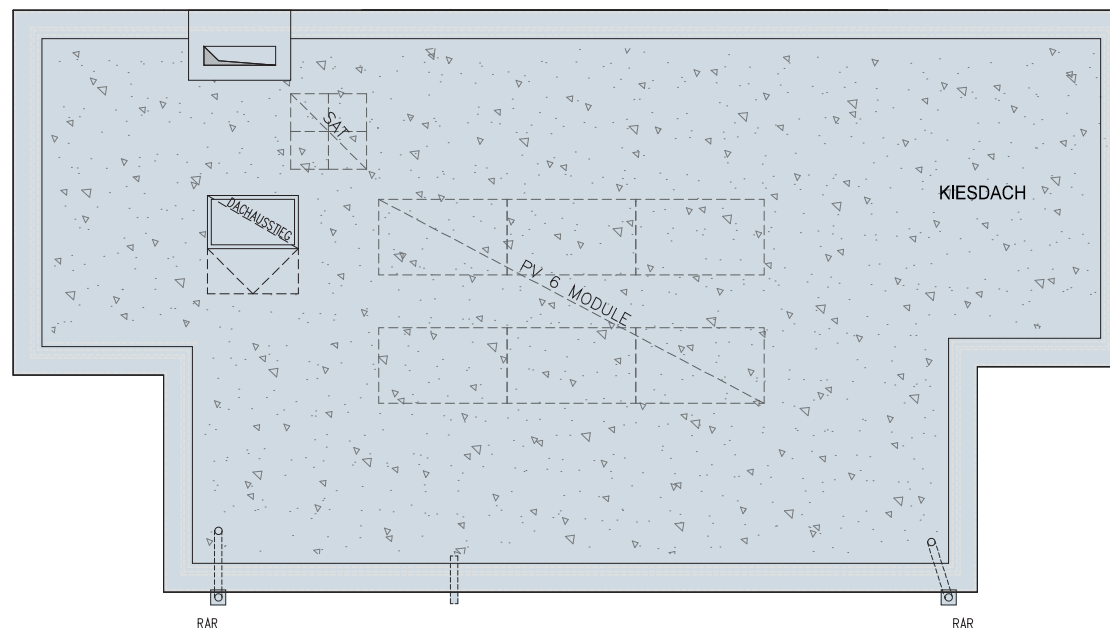 SAT
KIESDACH
DACHAUSSTIEG
PV 6 MODULE
RAR
RAR